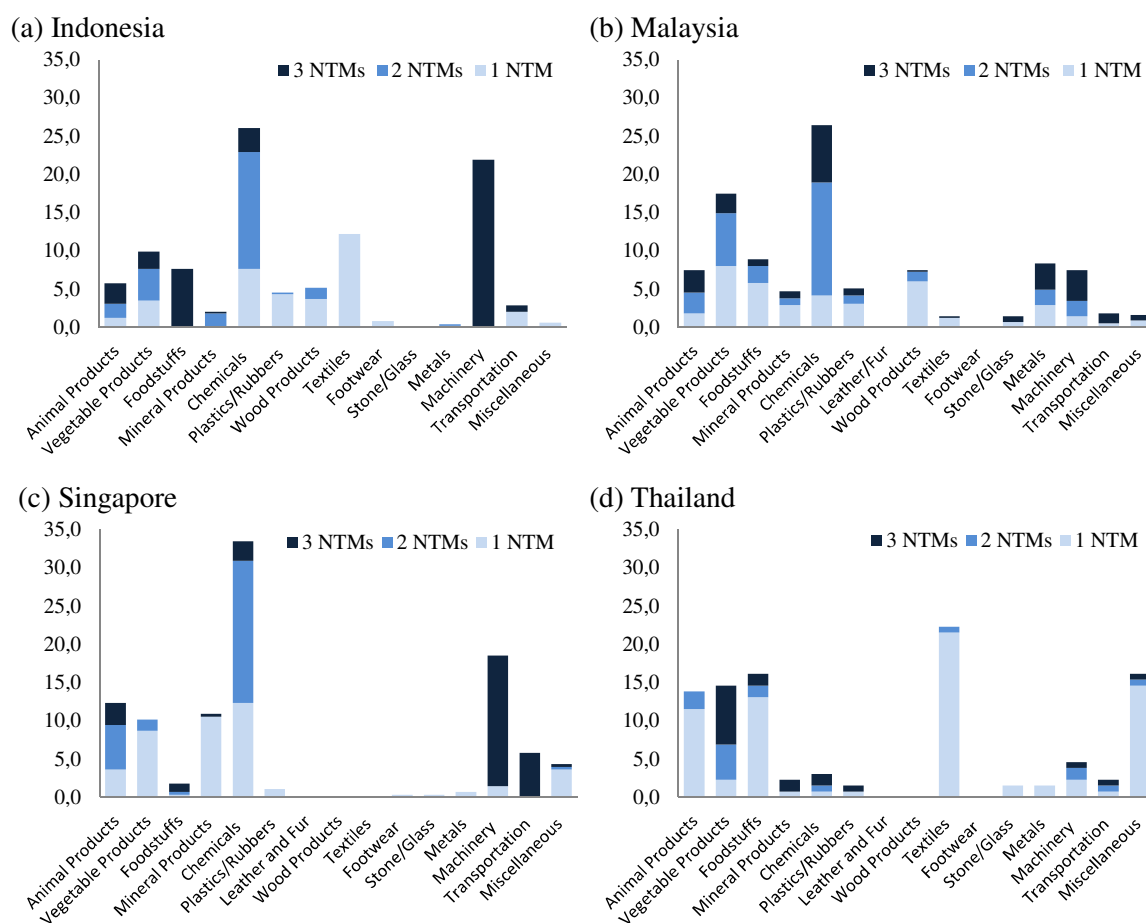 (a) Indonesia
35,0
30,0
25,0
20,0
15,0
10,0
5,0
0,0
3 NTMs 2 NTMs 1 NTM
Animal Products
Vegetable Products
Foodstuffs
Mineral Products
Chemicals
Plastics/Rubbers
Wood Products
Textiles
Footwear
Stone/Glass
Metals
Machinery
Transportation
Miscellaneous
(b) Malaysia
35,0
30,0
25,0
20,0
15,0
10,0
5,0
0,0
3 NTMs 2 NTMs 1 NTM
Animal Products
Vegetable Products
Foodstuffs
Mineral Products
Chemicals
Plastics/Rubbers
Leather/Fur
Wood Products
Textiles
Footwear
Stone/Glass
Metals
Machinery
Transportation
Miscellaneous
(c) Singapore
35,0
30,0
25,0
20,0
15,0
10,0
5,0
0,0
3 NTMs 2 NTMs 1 NTM
Animal Products
Vegetable Products
Foodstuffs
Mineral Products
Chemicals
Plastics/Rubbers
Leather and Fur
Wood Products
Textiles
Footwear
Stone/Glass
Metals
Machinery
Transportation
Miscellaneous
(d) Thailand
35,0
30,0
25,0
20,0
15,0
10,0
5,0
0,0
3 NTMs 2 NTMs 1 NTM
Animal Products
Vegetable Products
Foodstuffs
Mineral Products
Chemicals
Plastics/Rubbers
Leather and Fur
Wood Products
Textiles
Footwear
Stone/Glass
Metals
Machinery
Transportation
Miscellaneous